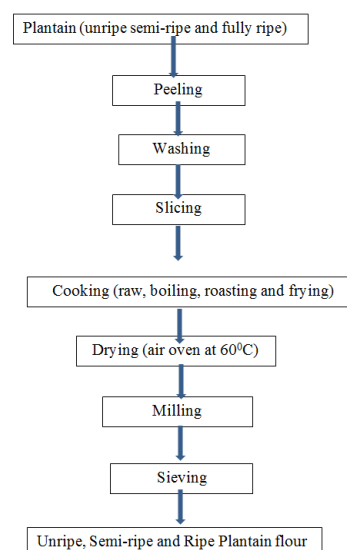 Plantain (unripe semi-ripe and fully ripe)
Peeling
Washing
Slicing
Cooking (raw, boiling, roasting and frying)
Drying (air oven at 60⁰C)
Milling
Sieving
Unripe, Semi-ripe and Ripe Plantain flour